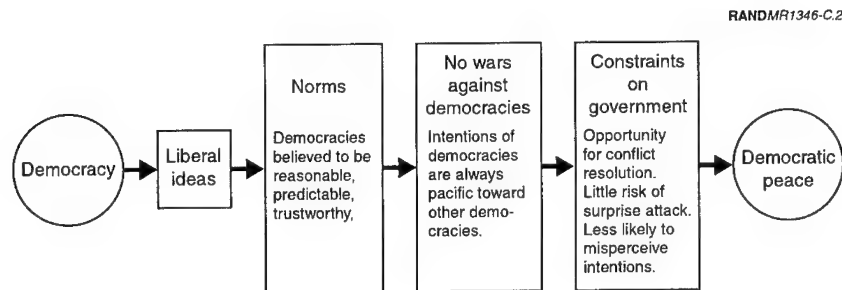 RANDMR1346-C.2
Democracy
Liberal
ideas
Norms
Democracies
believed to be
reasonable,
predictable,
trustworthy,
No wars
against
democracies
Intentions of
democracies
are always
pacific toward
other demo-
cracies.
Constraints
on
government
Opportunity
for conflict
resolution.
Little risk of
surprise attack.
Less likely to
misperceive
intentions.
Democratic
peace